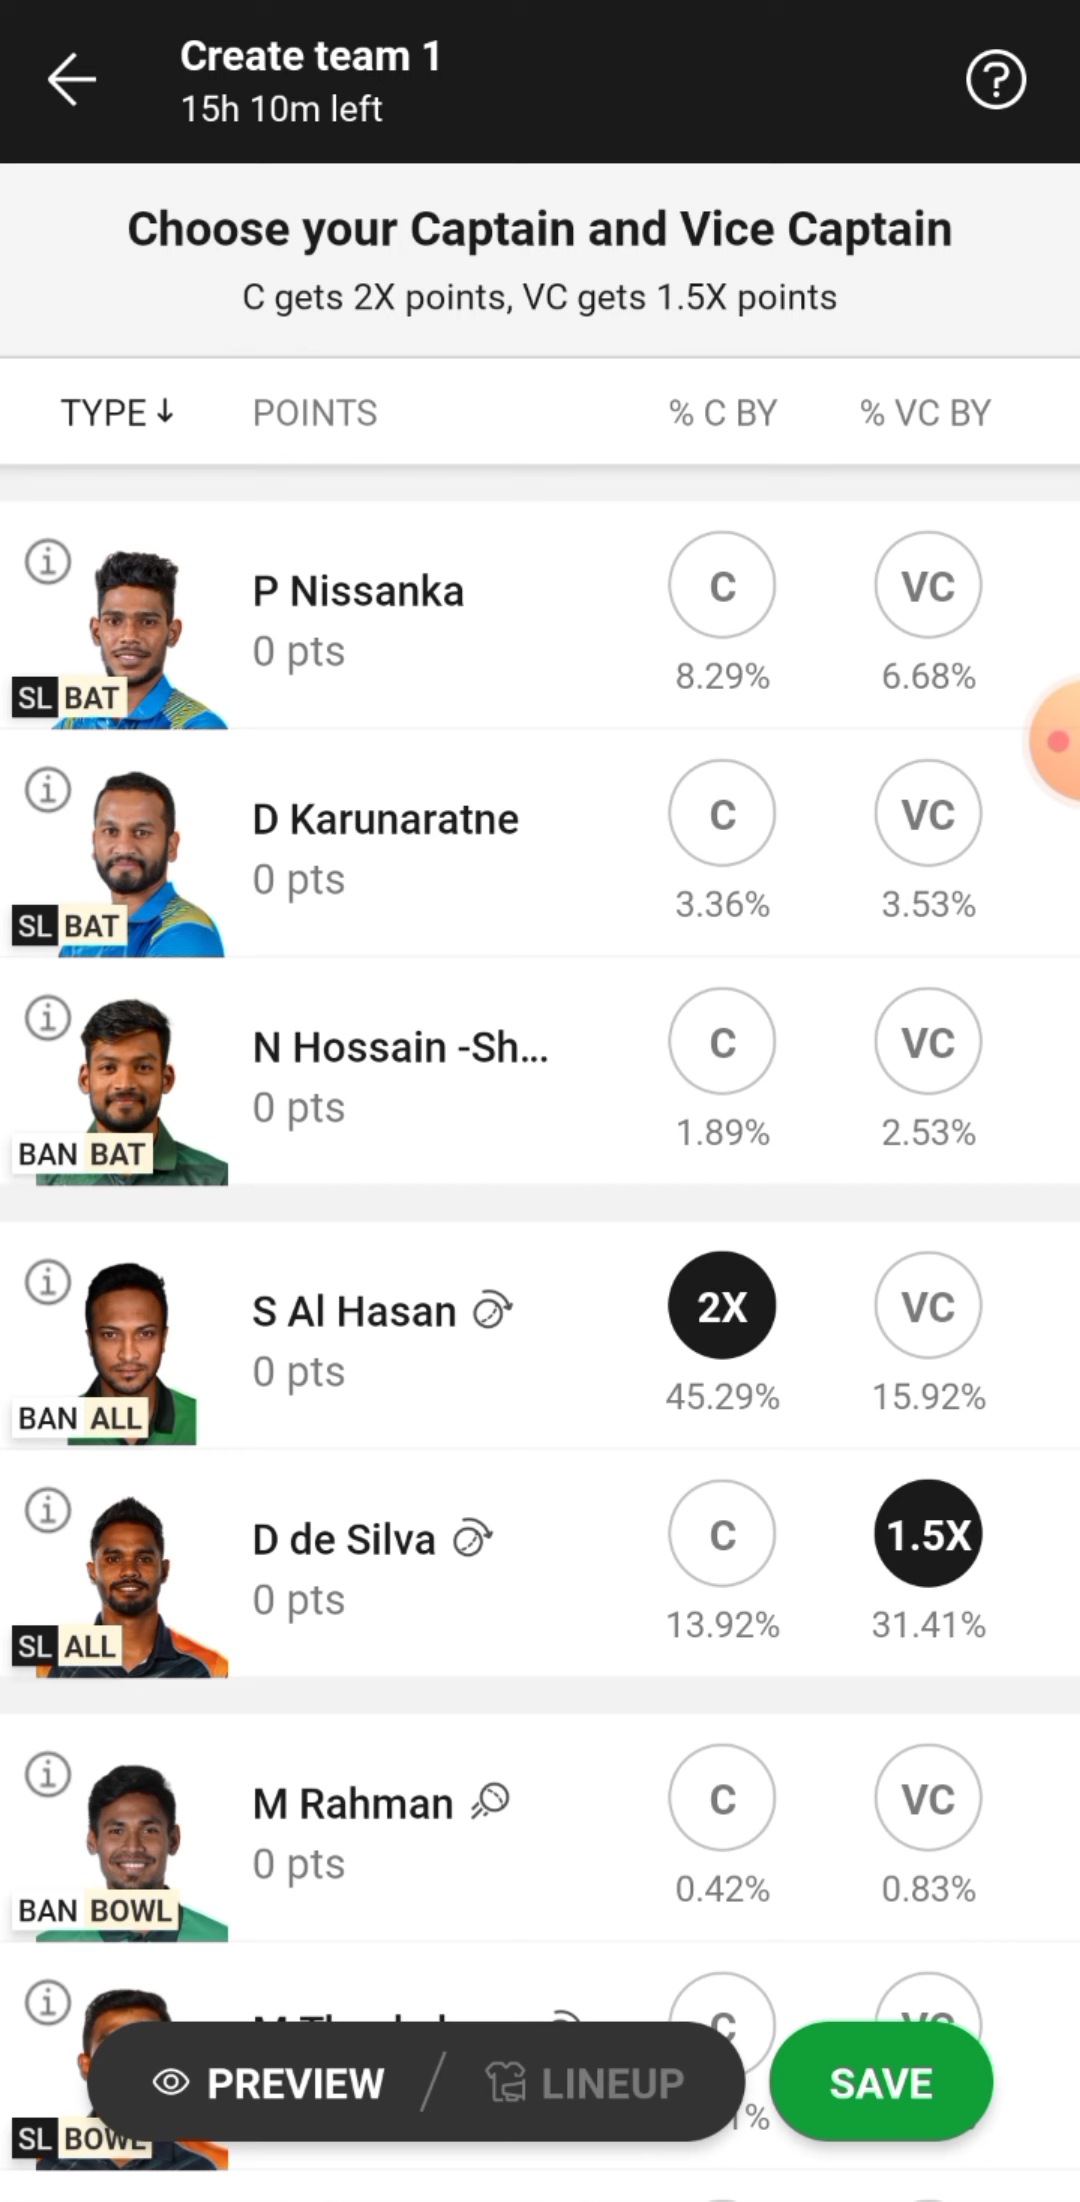 Create team 1
15h 10m left
Choose your Captain and Vice Captain
C gets 2X points, VC gets 1.5X points
TYPE↓ POINTS % C BY % VC BY
P Nissanka C VC
0 pts 8.29% 6.68%
SL BAT
D Karunaratne C VC
0 pts 3.36% 3.53%
SL BAT
N Hossain -Sh... C VC
0 pts 1.89% 2.53%
BAN BAT
S Al Hasan 2X VC
0 pts 45.29% 15.92%
BAN ALL
D de Silva C 1.5X
0 pts 13.92% 31.41%
SL ALL
M Rahman C VC
0 pts 0.42% 0.83%
BAN BOWL
C VC
PREVIEW / LINEUP SAVE
SL BOWL